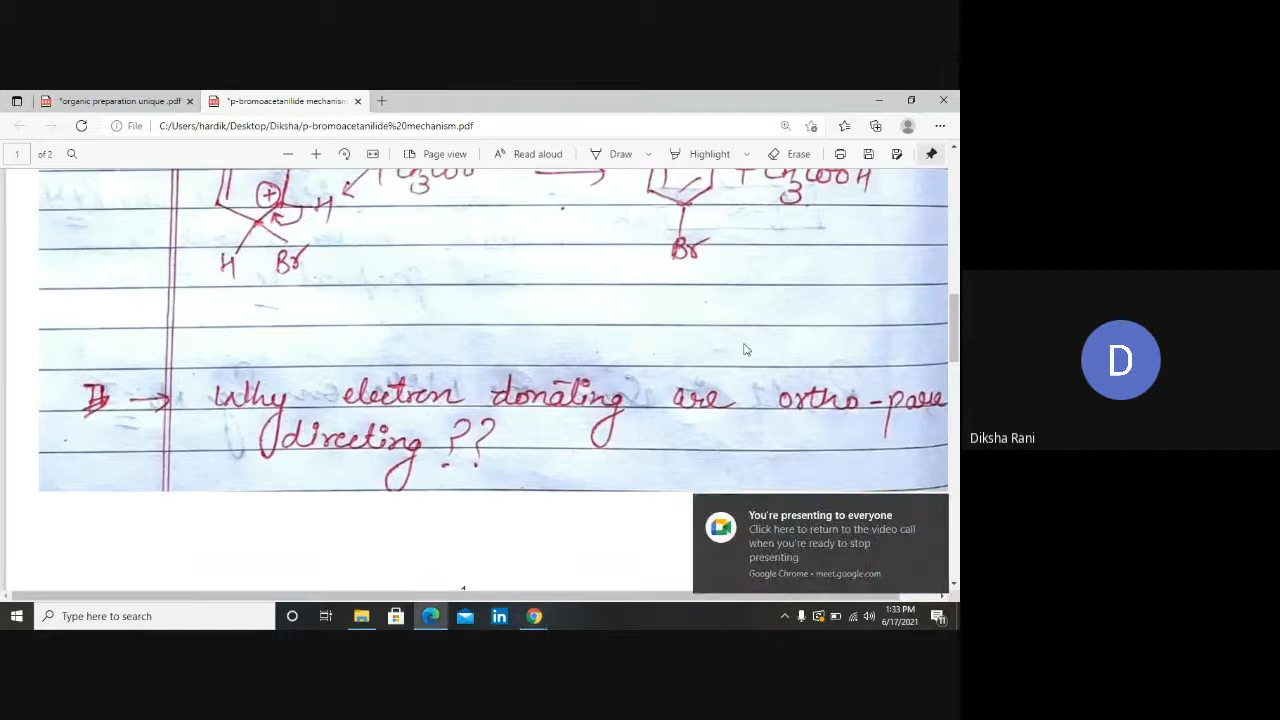 *organic preparation unique .pdf
*p-bromoacetanilide mechanism
File
C:/Users/hardik/Desktop/Diksha/p-bromoacetanilide%20mechanism.pdf
1 of 2
Page view
Read aloud
Draw
Highlight
Erase
+ CH3COO
+ CH3COOH
H
H Br
Br
→ Why electron donating are ortho-para
directing ??
You're presenting to everyone
Click here to return to the video call
when you're ready to stop
presenting
Google Chrome • meet.google.com
Type here to search
1:33 PM
6/17/2021
D
Diksha Rani